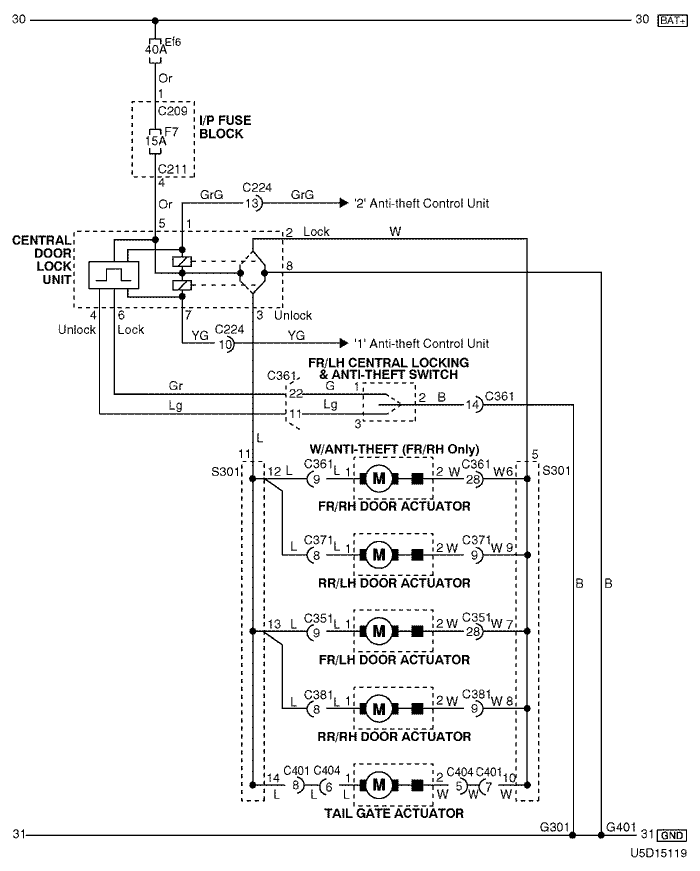 30
30 BAT+
Ef6
40A
Or
1
C209
I/P FUSE
BLOCK
F7
15A
C211
4
Or
GrG C224 GrG
13
'2' Anti-theft Control Unit
5 1
2 Lock W
CENTRAL
DOOR
LOCK
UNIT
8
4 6 7 3 Unlock
Unlock Lock
YG C224 YG
10
'1' Anti-theft Control Unit
FR/LH CENTRAL LOCKING
& ANTI-THEFT SWITCH
C361
Gr 22 G 1
2 B 14 C361
Lg 11 Lg 3
L
W/ANTI-THEFT (FR/RH Only)
11 5
S301 S301
12 L C361 L 1 M 2 W C361 W 6
9 28
FR/RH DOOR ACTUATOR
L C371 L 1 M 2 W C371 W 9
8 9
RR/LH DOOR ACTUATOR
B B
13 L C351 L 1 M 2 W C351 W 7
9 28
FR/LH DOOR ACTUATOR
L C381 L 1 M 2 W C381 W 8
8 9
RR/RH DOOR ACTUATOR
14 C401 C404 1 M 2 C404 C401 10
8 6 5 7
L L L W W W
TAIL GATE ACTUATOR
G301 G401
31
31 GND
U5D15119